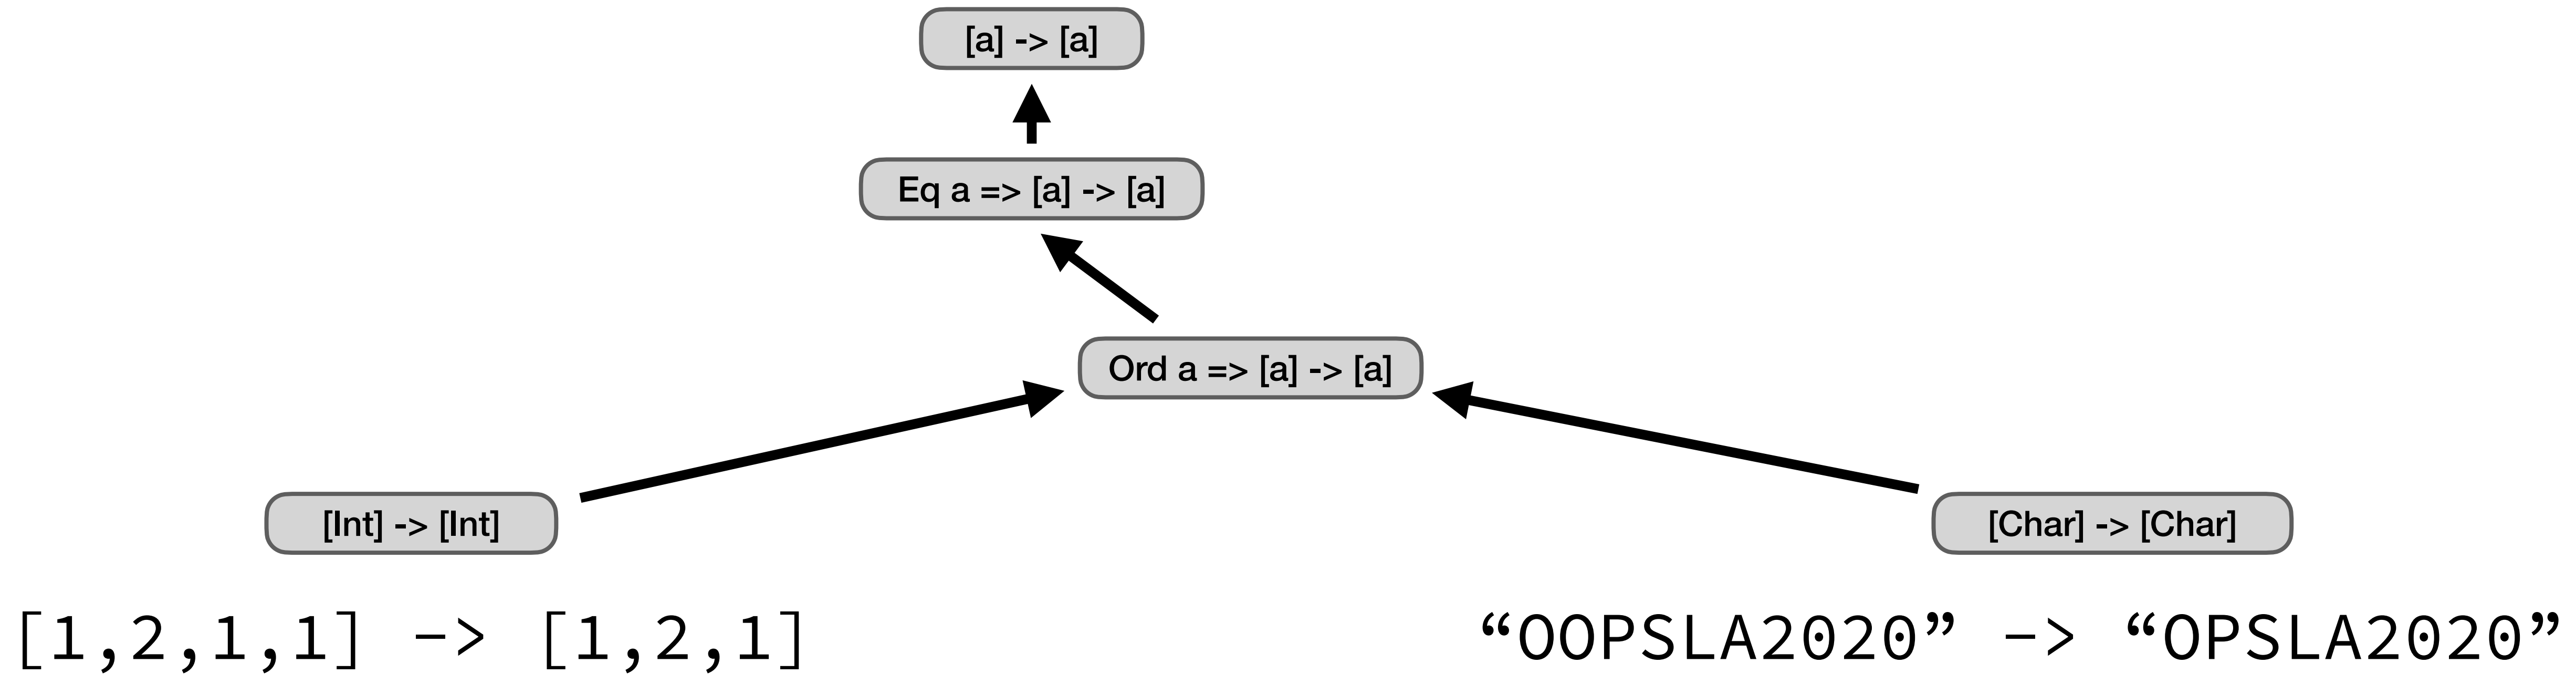 [a] -> [a]
Eq a => [a] -> [a]
Ord a => [a] -> [a]
[Int] -> [Int]
[Char] -> [Char]
[1,2,1,1] -> [1,2,1]
“OOPSLA2020” -> “OPSLA2020”